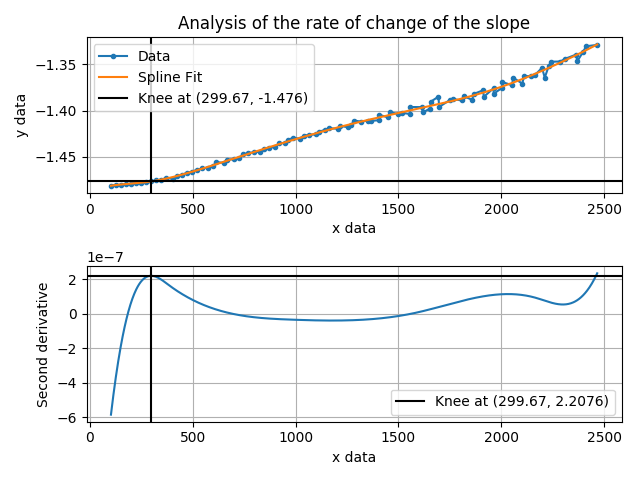 Analysis of the rate of change of the slope
Data
Spline Fit
Knee at (299.67, -1.476)
y data
−1.35
−1.40
−1.45
0 500 1000 1500 2000 2500
x data
1e−7
Second derivative
2
0
−2
−4
−6
Knee at (299.67, 2.2076)
0 500 1000 1500 2000 2500
x data